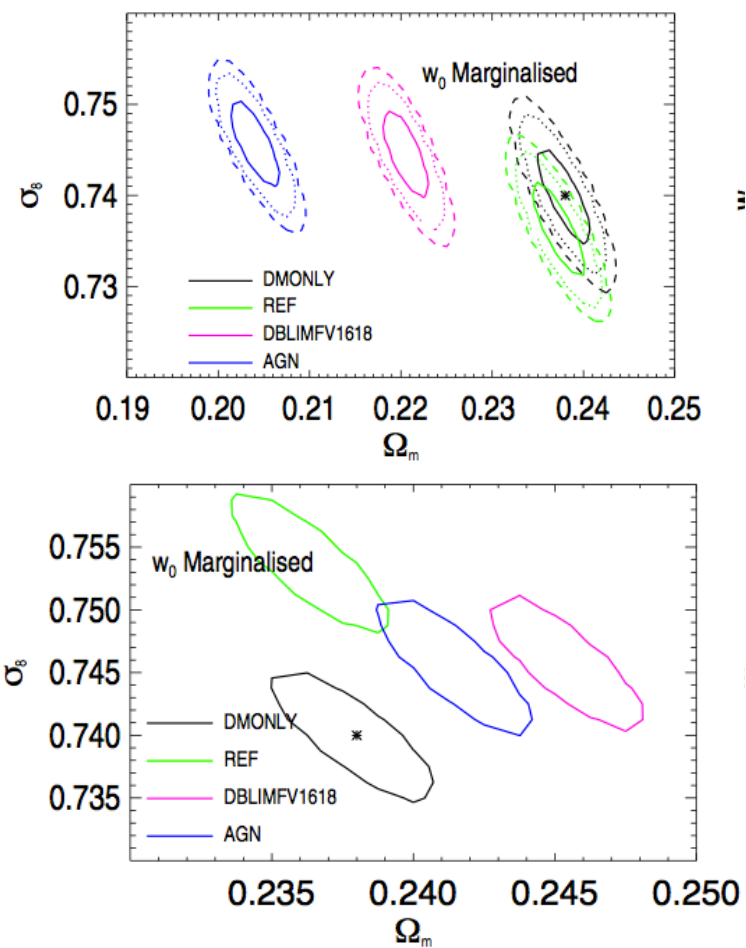 0.75
0.74
0.73
σ₈
w₀ Marginalised
DMONLY
REF
DBLIMFV1618
AGN
0.19 0.20 0.21 0.22 0.23 0.24 0.25
Ωₘ
w
0.755
0.750
0.745
0.740
0.735
σ₈
w₀ Marginalised
DMONLY
REF
DBLIMFV1618
AGN
0.235 0.240 0.245 0.250
Ωₘ